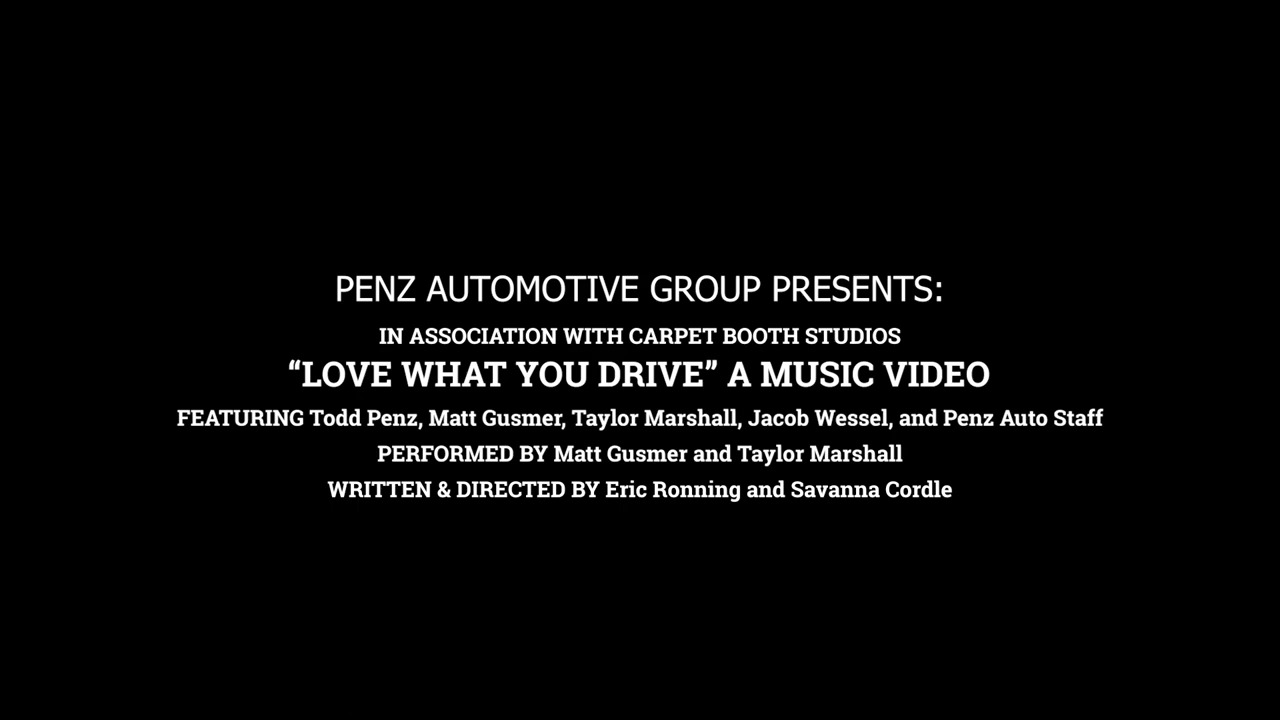 PENZ AUTOMOTIVE GROUP PRESENTS:
IN ASSOCIATION WITH CARPET BOOTH STUDIOS
“LOVE WHAT YOU DRIVE” A MUSIC VIDEO
FEATURING Todd Penz, Matt Gusmer, Taylor Marshall, Jacob Wessel, and Penz Auto Staff
PERFORMED BY Matt Gusmer and Taylor Marshall
WRITTEN & DIRECTED BY Eric Ronning and Savanna Cordle